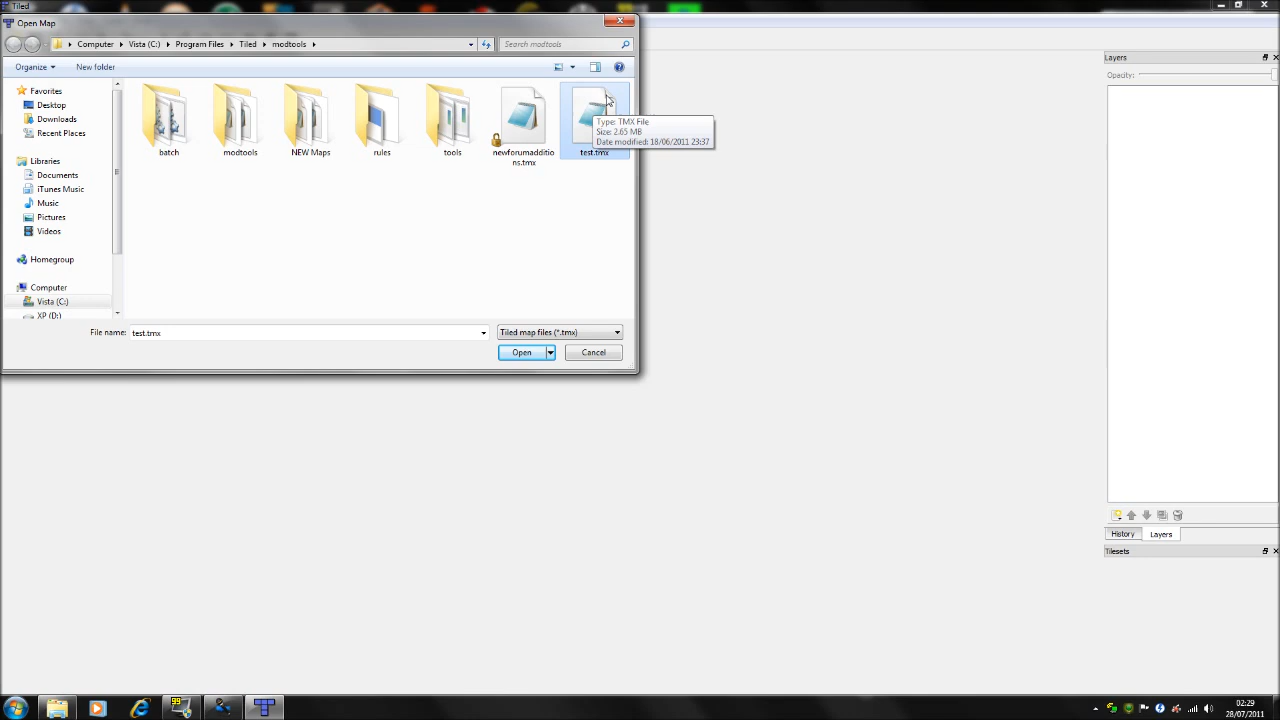 Tiled
Open Map
Computer
Vista (C:)
Program Files
Tiled
modtools
Search modtools
Organize
New folder
Layers
Opacity:
Favorites
Desktop
Downloads
Recent Places
Libraries
Documents
iTunes Music
Music
Pictures
Videos
Homegroup
Computer
Vista (C:)
XP (D:)
batch
modtools
NEW Maps
rules
tools
newforumadditio
ns.tmx
test.tmx
Type: TMX File
Size: 2.65 MB
Date modified: 18/06/2011 23:37
File name:
test.tmx
Tiled map files (*.tmx)
Open
Cancel
History
Layers
Tilesets
99
02:29
28/07/2011